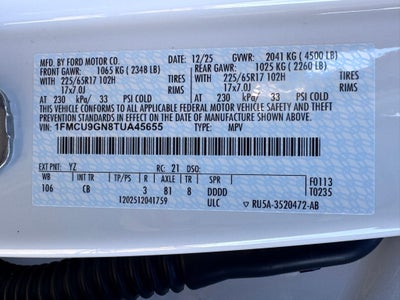 MFD. BY FORD MOTOR CO. 12/25 GVWR: 2041 KG (4500 LB)
FRONT GAWR: 1065 KG (2348 LB) REAR GAWR: 1025 KG (2260 LB)
WITH 225/65R17 102H TIRES WITH 225/65R17 102H TIRES
17x7.0J RIMS 17x7.0J RIMS
AT 230 kPa/ 33 PSI COLD AT 230 kPa/ 33 PSI COLD
THIS VEHICLE CONFORMS TO ALL APPLICABLE FEDERAL MOTOR VEHICLE SAFETY AND THEFT
PREVENTION STANDARDS IN EFFECT ON THE DATE OF MANUFACTURE SHOWN ABOVE.
VIN: 1FMCU9GN8TUA45655 TYPE: MPV
EXT PNT: YZ RC: 21 DSO: F0113
WB INT TR TP/PS R AXLE TR SPR T0235
106 CB 3 81 8 DDDD
1202512041759 ULC RU5A-3520472-AB